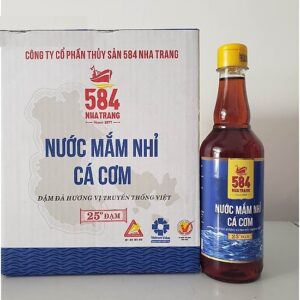 CÔNG TY CỔ PHẦN THỦY SẢN 584 NHA TRANG
584
NHA TRANG
NƯỚC MẮM NHỈ
CÁ CƠM
ĐẬM ĐÀ HƯƠNG VỊ TRUYỀN THỐNG VIỆT
25° ĐẠM
584
NHA TRANG
NƯỚC MẮM NHỈ
CÁ CƠM
25